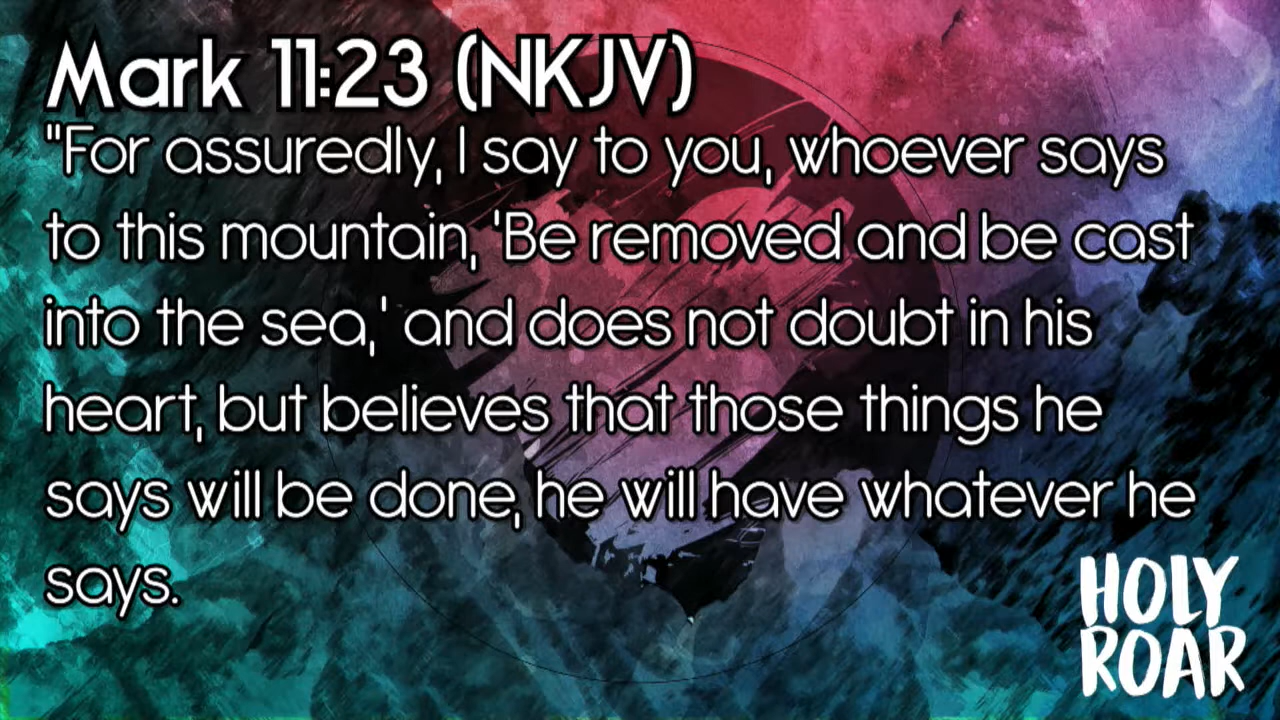 Mark 11:23 (NKJV)
"For assuredly, I say to you, whoever says
to this mountain, 'Be removed and be cast
into the sea,' and does not doubt in his
heart, but believes that those things he
says will be done, he will have whatever he
says.
HOLY
ROAR